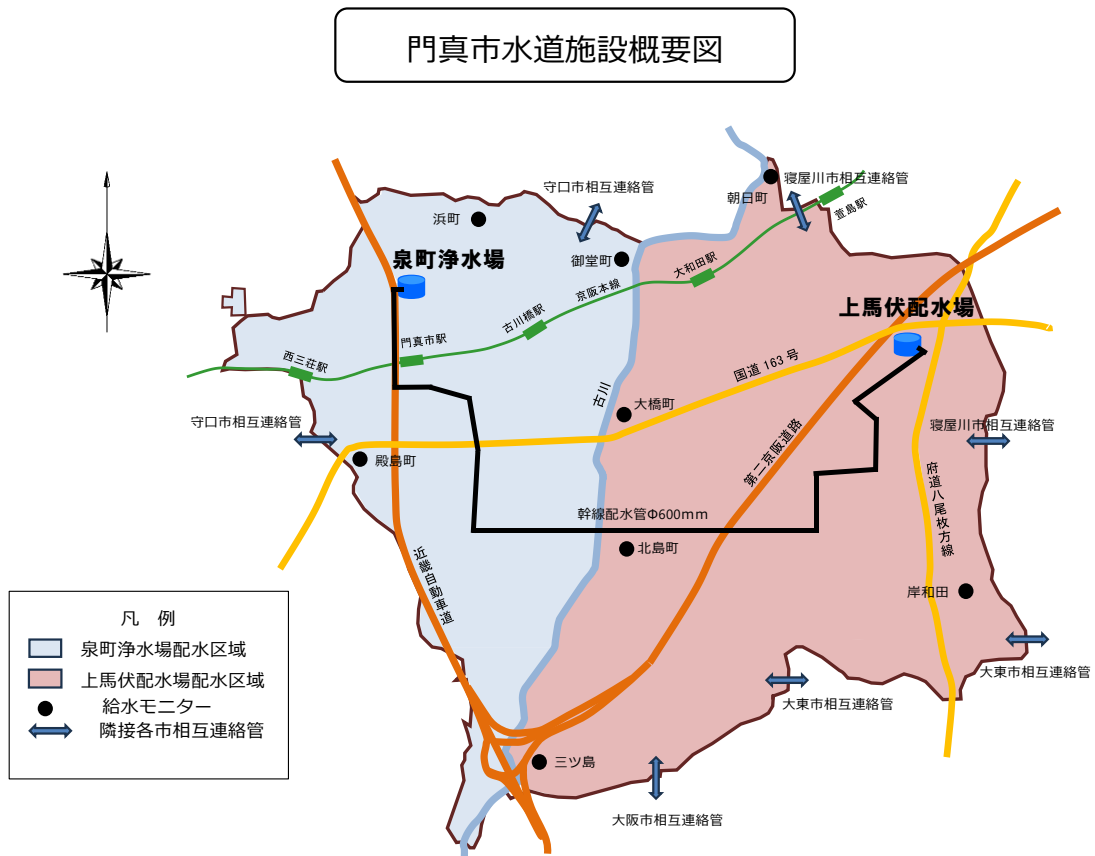 門真市水道施設概要図
守口市相互連絡管
寝屋川市相互連絡管
朝日町
萱島駅
浜町
泉町浄水場
御堂町
大和田駅
京阪本線
古川橋駅
門真市駅
西三荘駅
上馬伏配水場
国道163号
古川
大橋町
守口市相互連絡管
殿島町
第二京阪道路
寝屋川市相互連絡管
府道八尾枚方線
幹線配水管Φ600mm
北島町
近畿自動車道
岸和田
大東市相互連絡管
大東市相互連絡管
三ツ島
大阪市相互連絡管
凡 例
泉町浄水場配水区域
上馬伏配水場配水区域
給水モニター
隣接各市相互連絡管